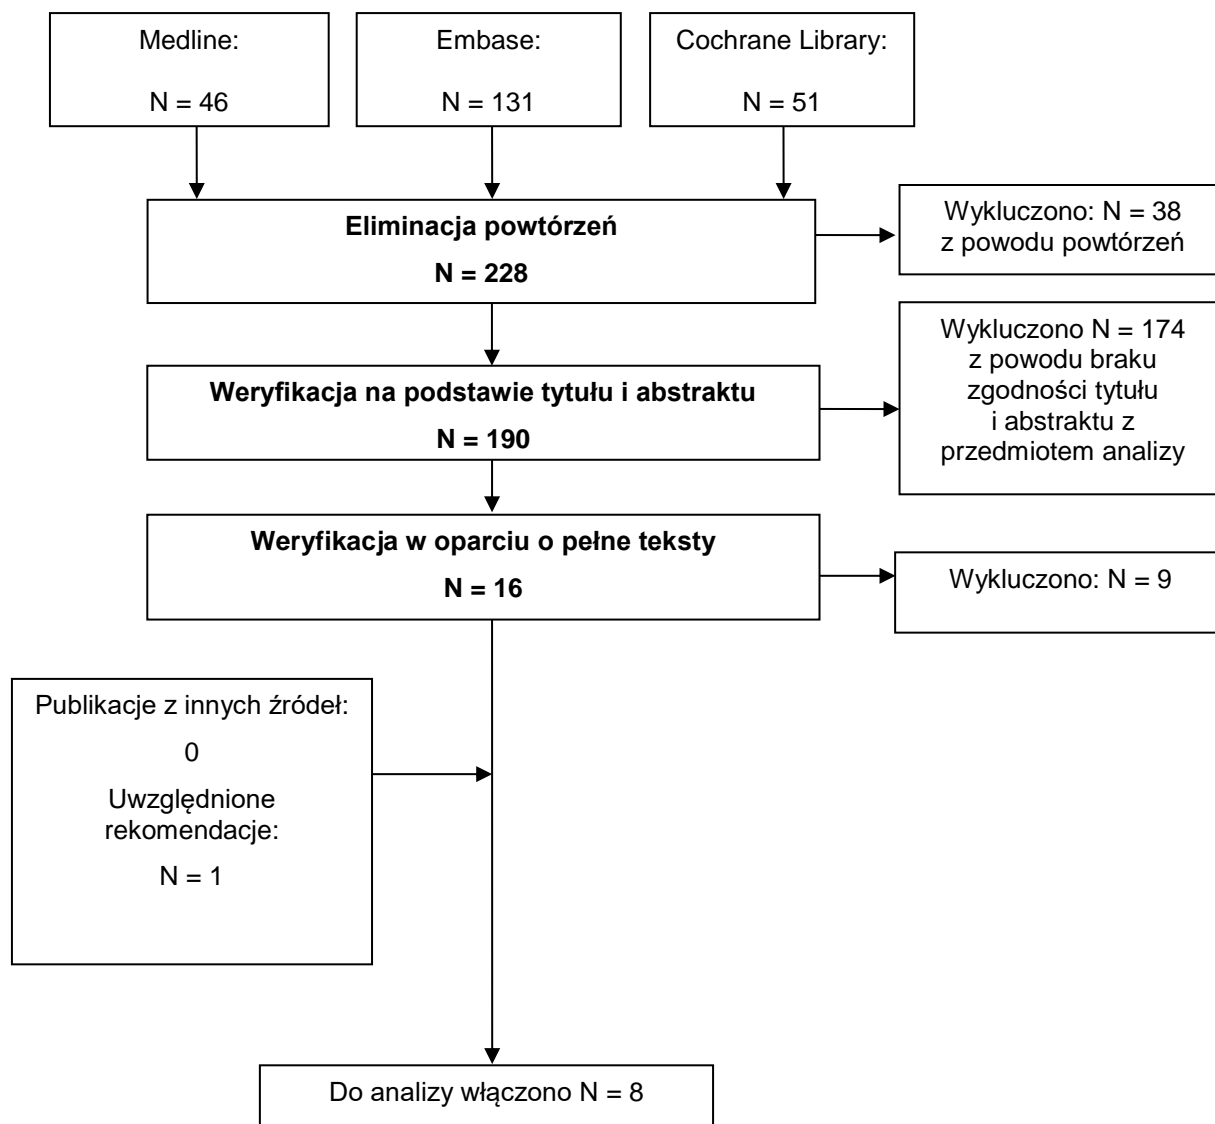 Medline:
N = 46
Embase:
N = 131
Cochrane Library:
N = 51
Eliminacja powtórzeń
N = 228
Wykluczono: N = 38
z powodu powtórzeń
Weryfikacja na podstawie tytułu i abstraktu
N = 190
Wykluczono N = 174
z powodu braku
zgodności tytułu
i abstraktu z
przedmiotem analizy
Weryfikacja w oparciu o pełne teksty
N = 16
Wykluczono: N = 9
Publikacje z innych źródeł:
0
Uwzględnione
rekomendacje:
N = 1
Do analizy włączono N = 8